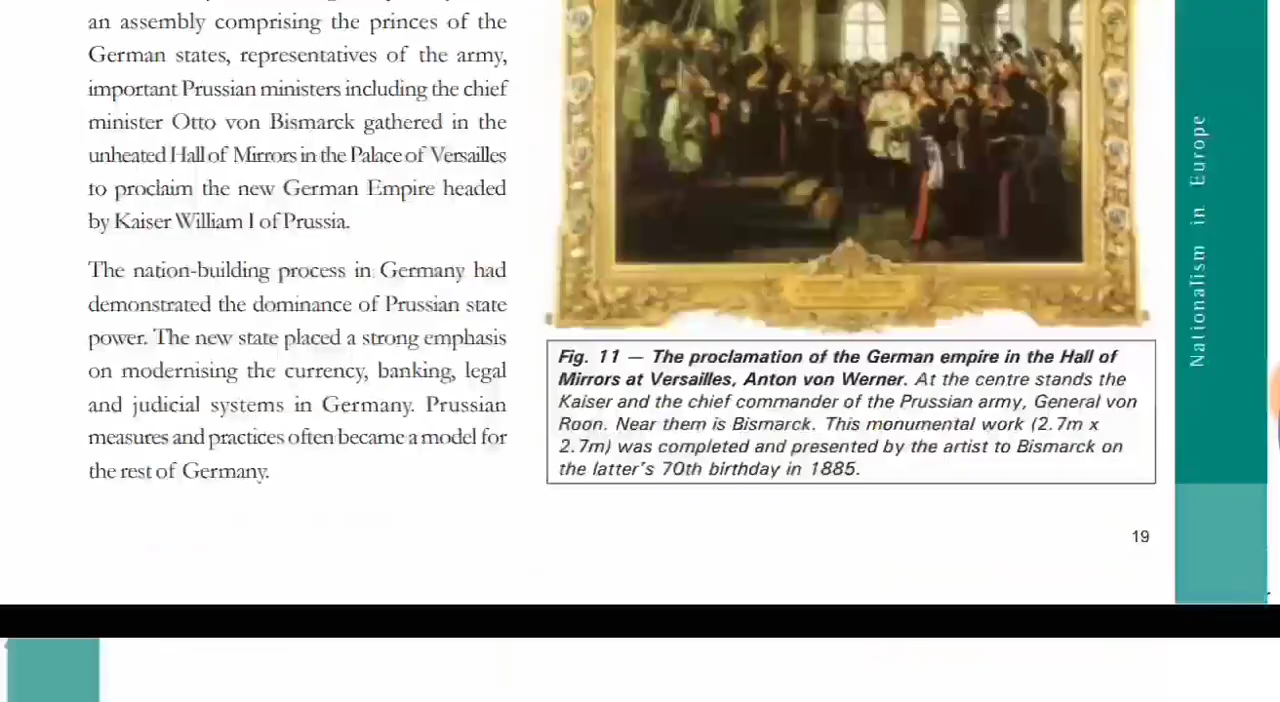 an assembly comprising the princes of the
German states, representatives of the army,
important Prussian ministers including the chief
minister Otto von Bismarck gathered in the
unheated Hall of Mirrors in the Palace of Versailles
to proclaim the new German Empire headed
by Kaiser William I of Prussia.
The nation-building process in Germany had
demonstrated the dominance of Prussian state
power. The new state placed a strong emphasis
on modernising the currency, banking, legal
and judicial systems in Germany. Prussian
measures and practices often became a model for
the rest of Germany.
Fig. 11 — The proclamation of the German empire in the Hall of
Mirrors at Versailles, Anton von Werner. At the centre stands the
Kaiser and the chief commander of the Prussian army, General von
Roon. Near them is Bismarck. This monumental work (2.7m x
2.7m) was completed and presented by the artist to Bismarck on
the latter's 70th birthday in 1885.
19
Nationalism in Europe